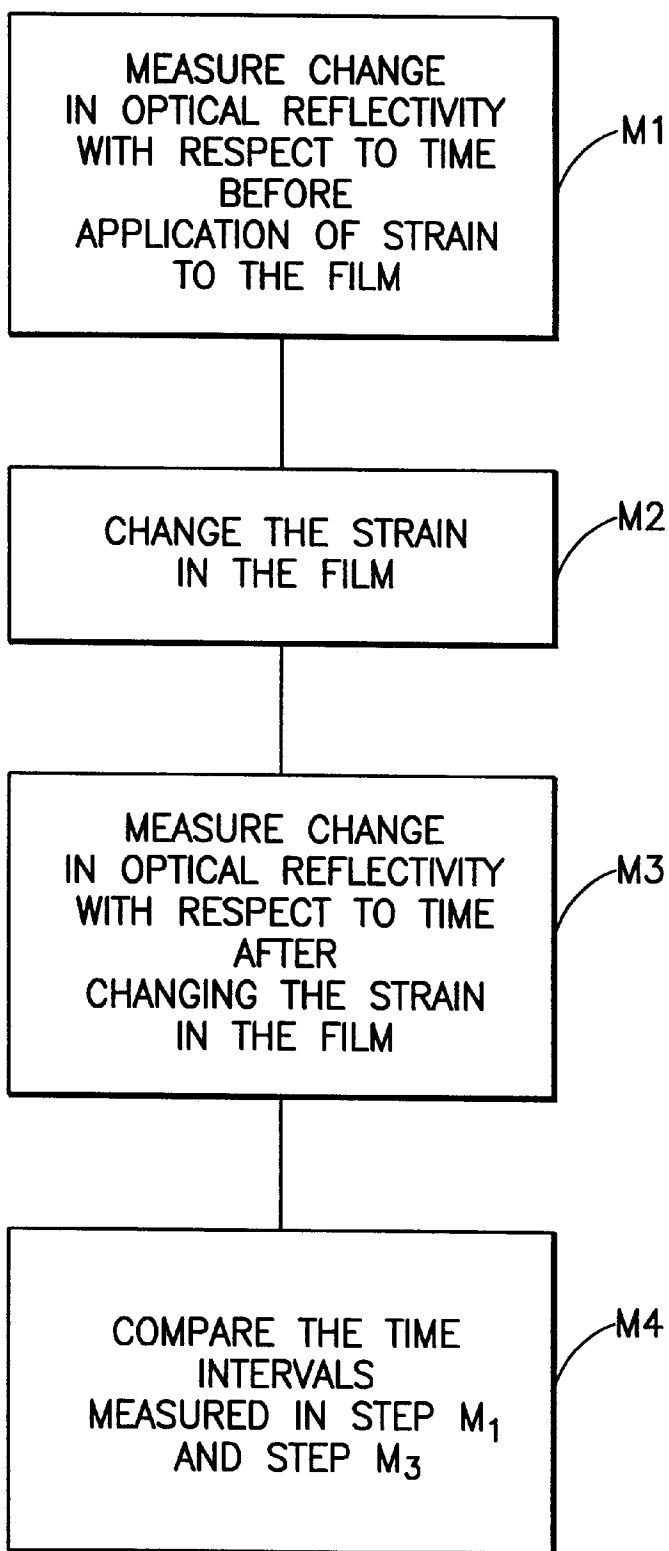 MEASURE CHANGE
IN OPTICAL REFLECTIVITY
WITH RESPECT TO TIME
BEFORE
APPLICATION OF STRAIN
TO THE FILM
M1
CHANGE THE STRAIN
IN THE FILM
M2
MEASURE CHANGE
IN OPTICAL REFLECTIVITY
WITH RESPECT TO TIME
AFTER
CHANGING THE STRAIN
IN THE FILM
M3
COMPARE THE TIME
INTERVALS
MEASURED IN STEP M₁
AND STEP M₃
M4